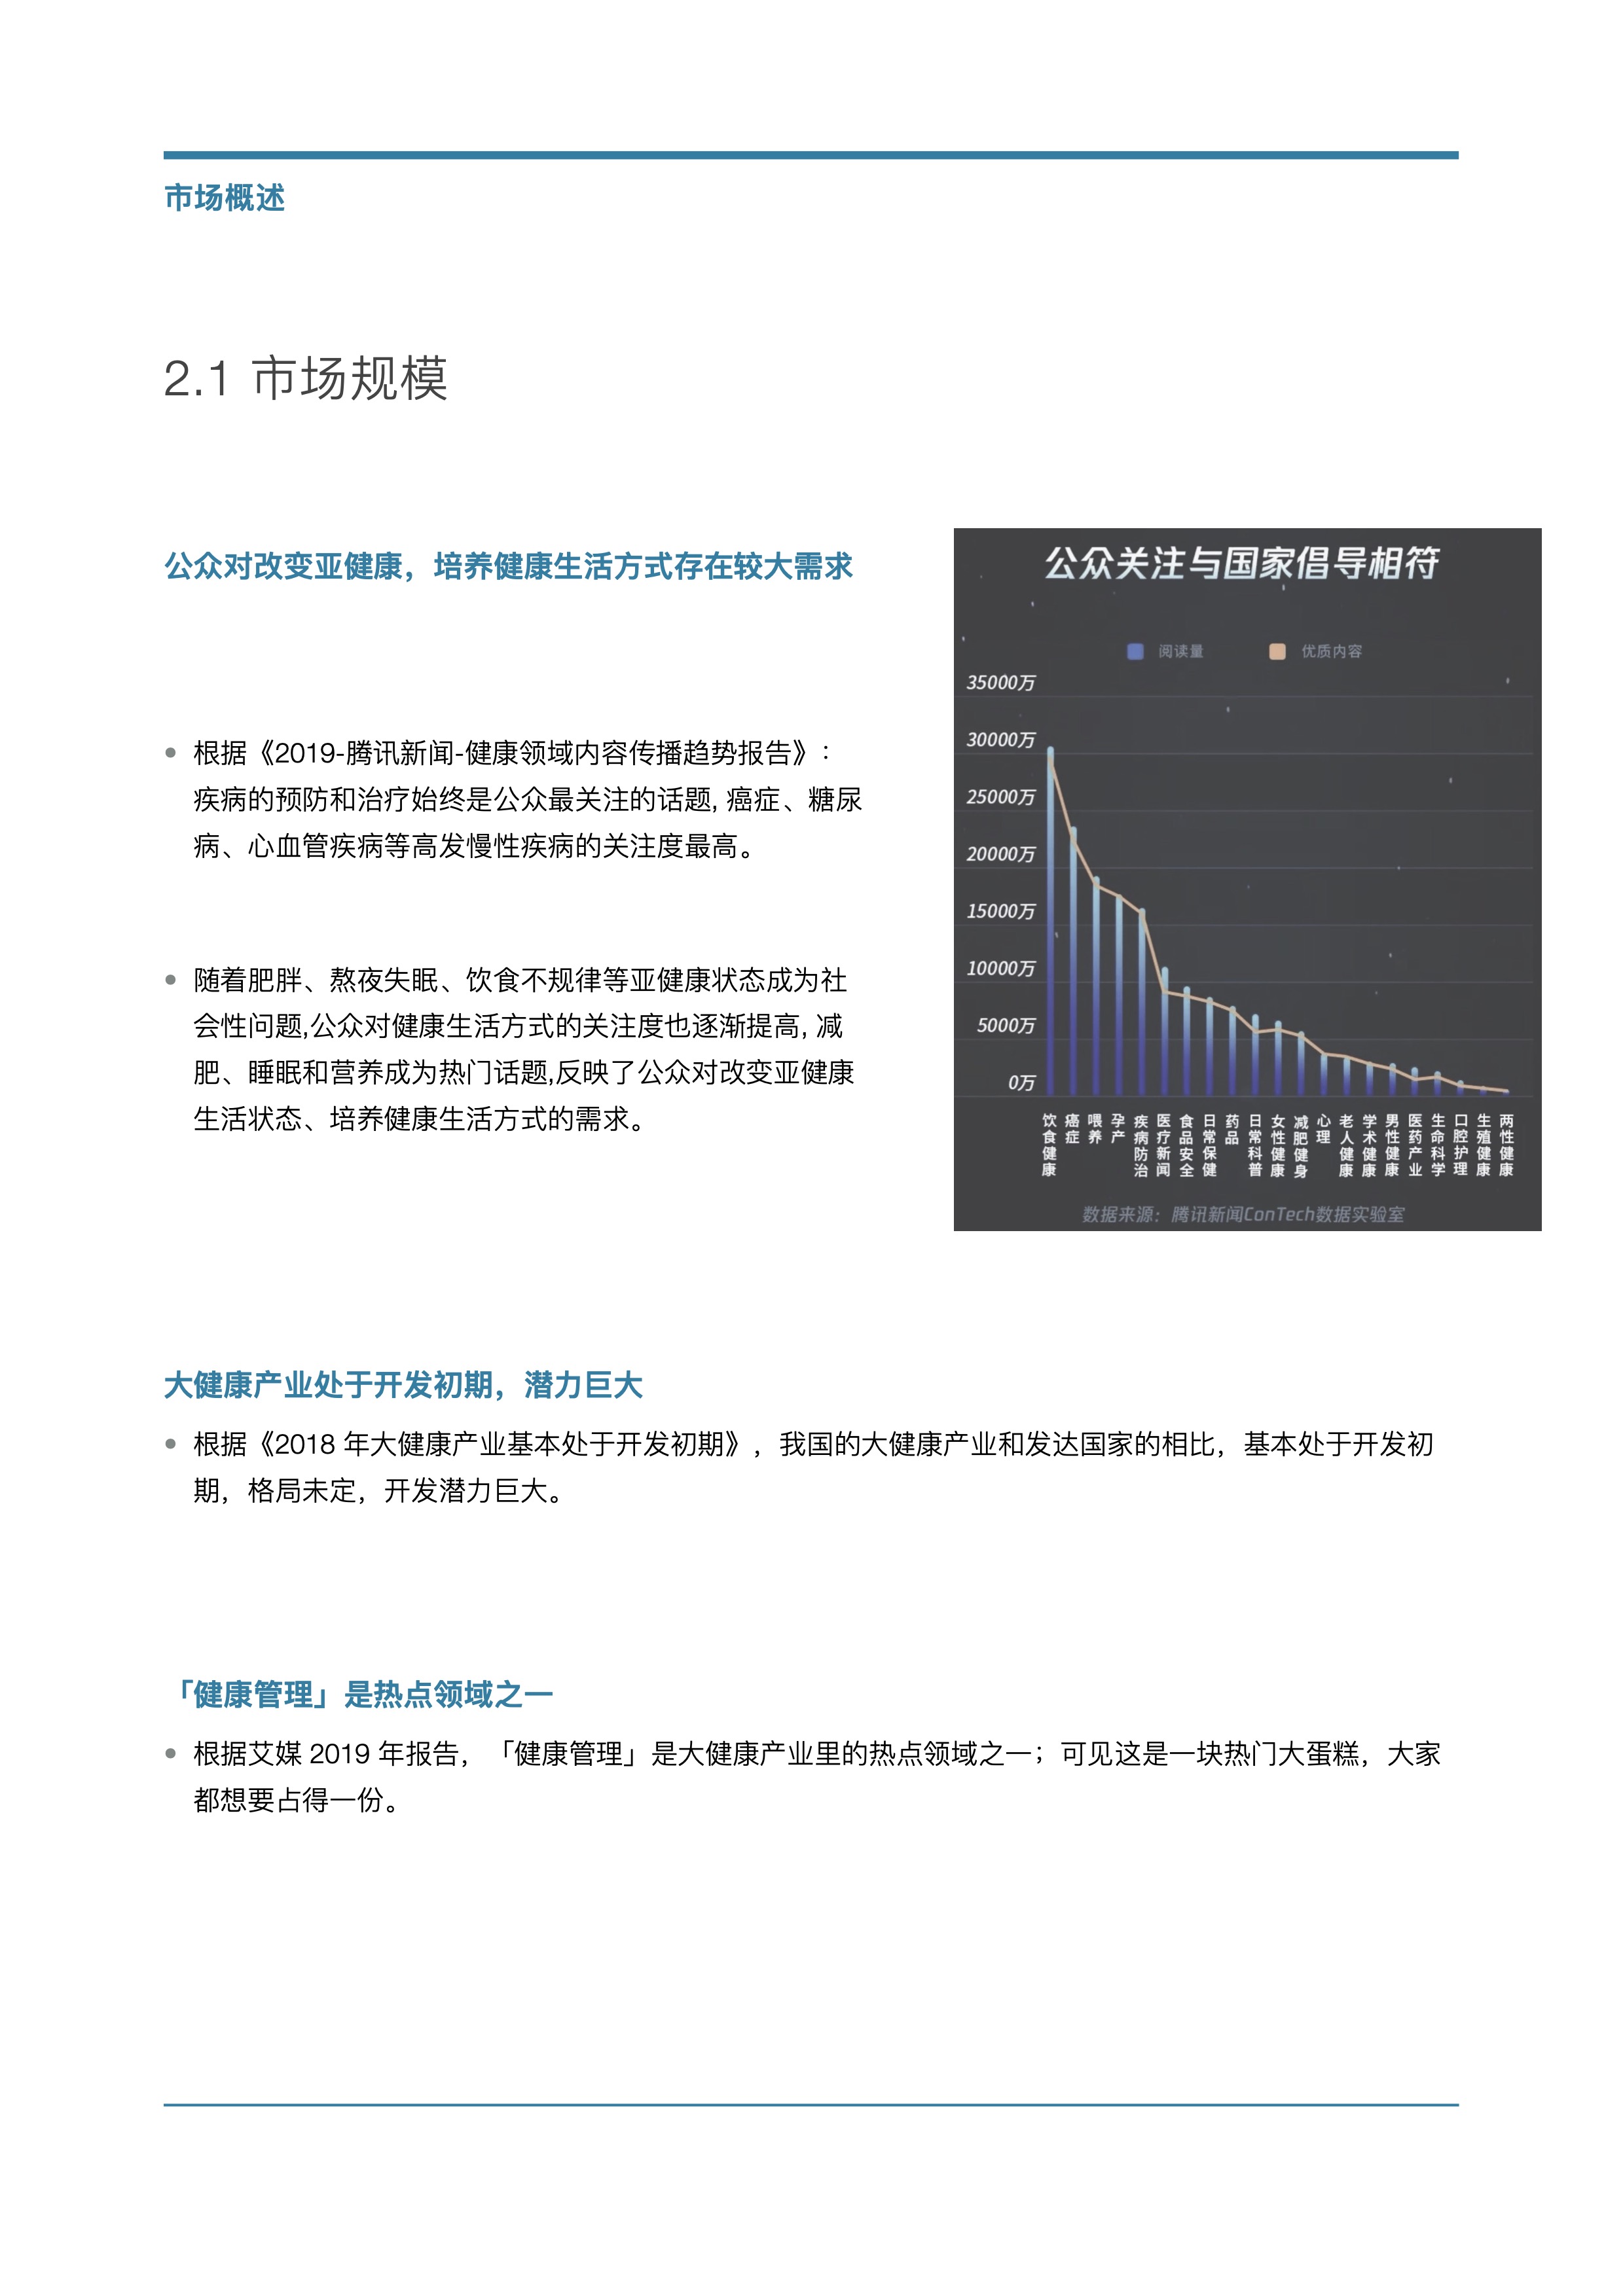 市场概述
2.1 市场规模
公众对改变亚健康，培养健康生活方式存在较大需求
根据《2019-腾讯新闻-健康领域内容传播趋势报告》：
疾病的预防和治疗始终是公众最关注的话题, 癌症、糖尿
病、心血管疾病等高发慢性疾病的关注度最高。
随着肥胖、熬夜失眠、饮食不规律等亚健康状态成为社
会性问题,公众对健康生活方式的关注度也逐渐提高, 减
肥、睡眠和营养成为热门话题,反映了公众对改变亚健康
生活状态、培养健康生活方式的需求。
公众关注与国家倡导相符
阅读量 优质内容
35000万
30000万
25000万
20000万
15000万
10000万
5000万
0万
饮食健康
癌症
喂养
孕产
疾病防治
医疗新闻
食品安全
日常保健
药品
日常科普
女性健康
减肥健身
心理
老人健康
学术健康
男性健康
医药产业
生命科学
口腔护理
生殖健康
两性健康
数据来源：腾讯新闻ConTech数据实验室
大健康产业处于开发初期，潜力巨大
根据《2018 年大健康产业基本处于开发初期》，我国的大健康产业和发达国家的相比，基本处于开发初
期，格局未定，开发潜力巨大。
「健康管理」是热点领域之一
根据艾媒 2019 年报告，「健康管理」是大健康产业里的热点领域之一；可见这是一块热门大蛋糕，大家
都想要占得一份。